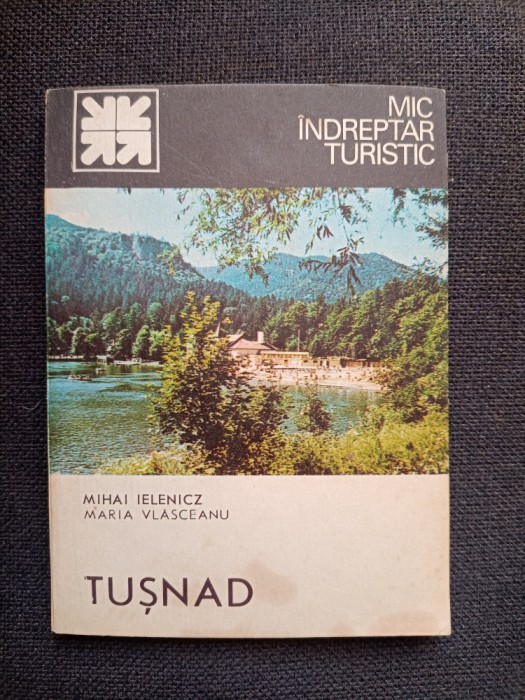 MIC
ÎNDREPTAR
TURISTIC
MIHAI IELENICZ
MARIA VLĂSCEANU
TUȘNAD